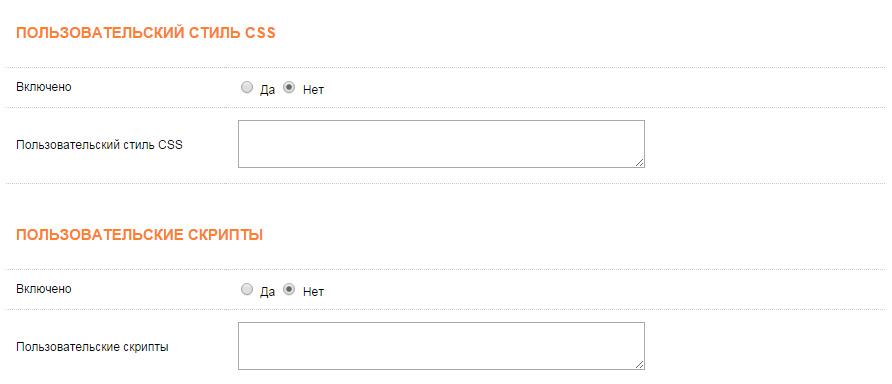 ПОЛЬЗОВАТЕЛЬСКИЙ СТИЛЬ CSS
Включено Да Нет
Пользовательский стиль CSS
ПОЛЬЗОВАТЕЛЬСКИЕ СКРИПТЫ
Включено Да Нет
Пользовательские скрипты